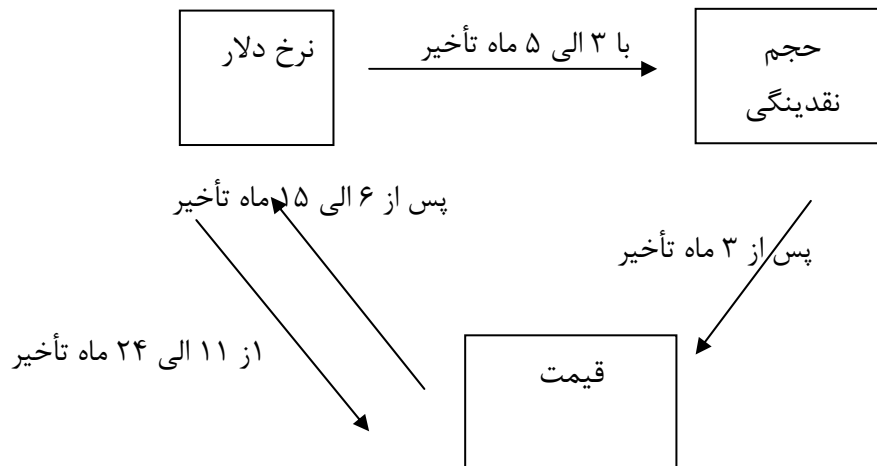 نرخ دلار
با ۳ الی ۵ ماه تأخیر
حجم
نقدینگی
پس از ۶ الی ۱۵ ماه تأخیر
پس از ۳ ماه تأخیر
از ۱۱ الی ۲۴ ماه تأخیر
قیمت